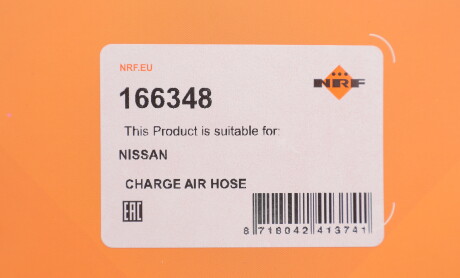 NRF.EU
NRF
166348
This Product is suitable for:
NISSAN
CHARGE AIR HOSE
EAC
8 718042 413741